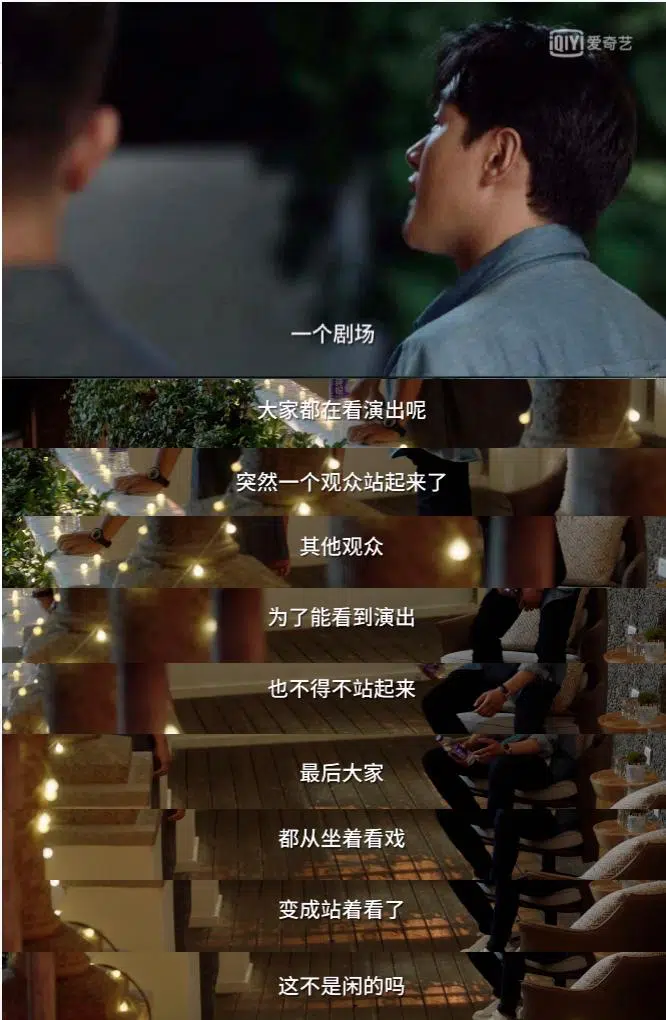 iQIYI 爱奇艺
一个剧场
大家都在看演出呢
突然一个观众站起来了
其他观众
为了能看到演出
也不得不站起来
最后大家
都从坐着看戏
变成站着看了
这不是闲的吗